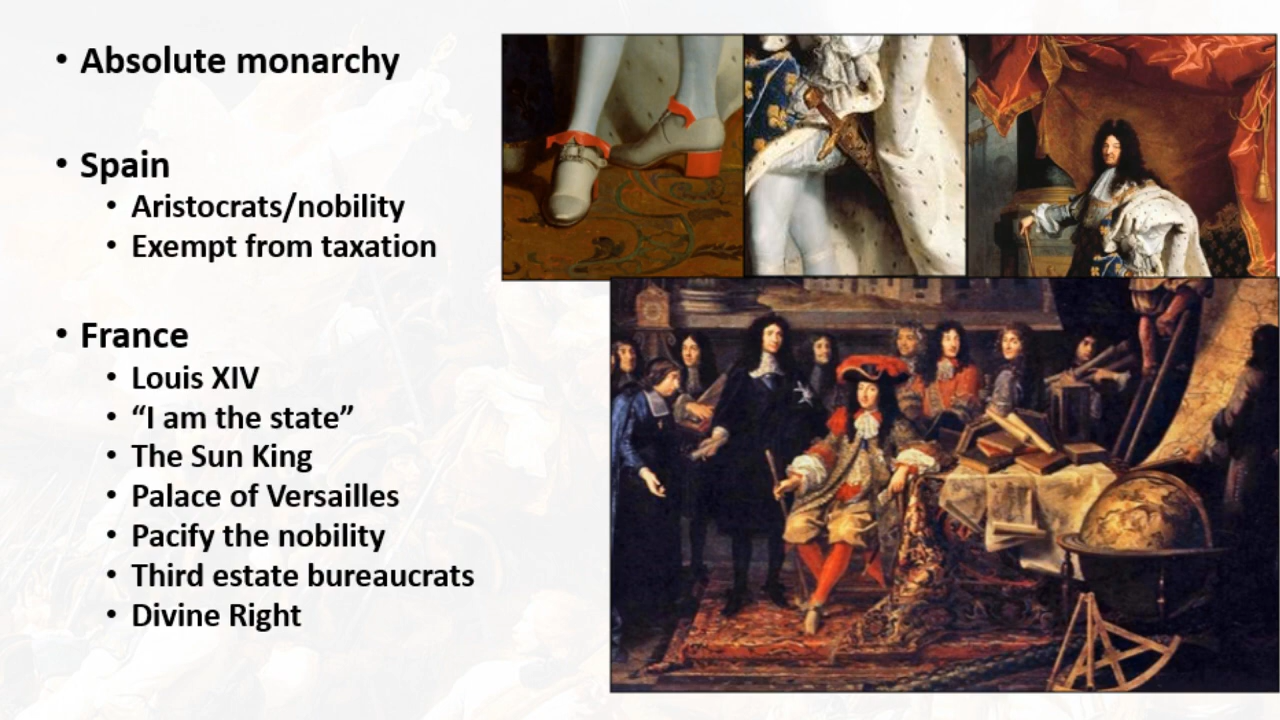 • Absolute monarchy
• Spain
• Aristocrats/nobility
• Exempt from taxation
• France
• Louis XIV
• “I am the state”
• The Sun King
• Palace of Versailles
• Pacify the nobility
• Third estate bureaucrats
• Divine Right